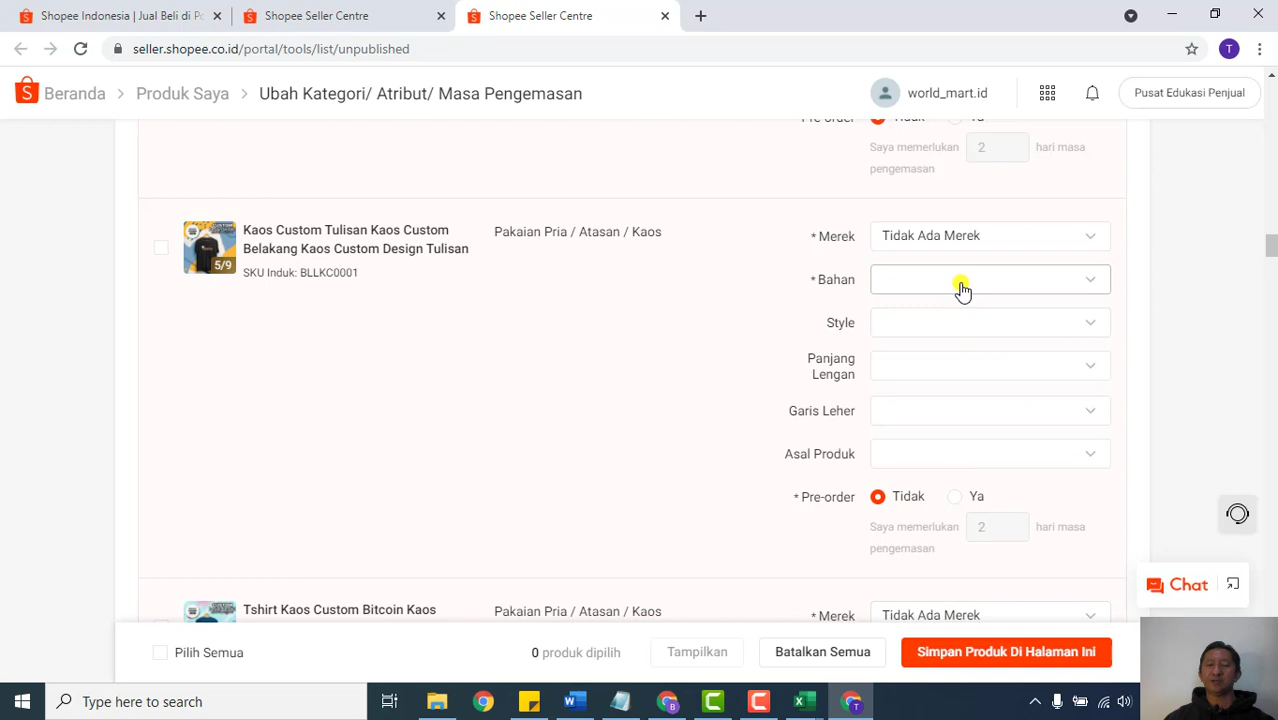 Shopee Indonesia | Jual Beli di Po
Shopee Seller Centre
Shopee Seller Centre
seller.shopee.co.id/portal/tools/list/unpublished
T
Beranda > Produk Saya > Ubah Kategori/ Atribut/ Masa Pengemasan
world_mart.id
Pusat Edukasi Penjual
Pre-order
Tidak
Ya
Saya memerlukan 2 hari masa
pengemasan
5/9
Kaos Custom Tulisan Kaos Custom
Belakang Kaos Custom Design Tulisan
SKU Induk: BLLKC0001
Pakaian Pria / Atasan / Kaos
* Merek
Tidak Ada Merek
* Bahan
Style
Panjang
Lengan
Garis Leher
Asal Produk
* Pre-order
Tidak
Ya
Saya memerlukan 2 hari masa
pengemasan
Chat
Tshirt Kaos Custom Bitcoin Kaos
Pakaian Pria / Atasan / Kaos
* Merek
Tidak Ada Merek
Pilih Semua
0 produk dipilih
Tampilkan
Batalkan Semua
Simpan Produk Di Halaman Ini
Type here to search